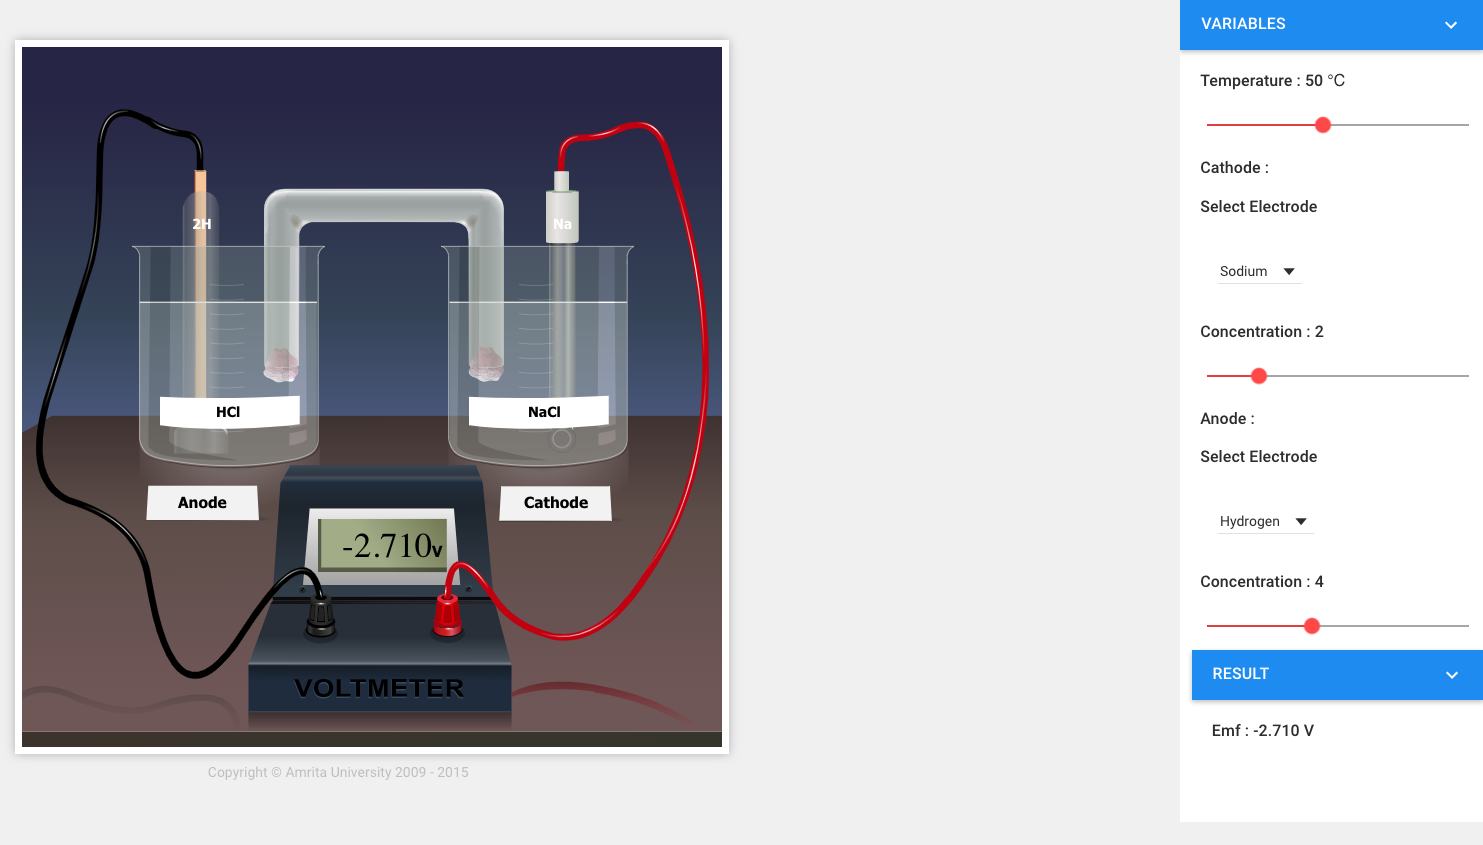 2H
Na
HCl
NaCl
Anode
Cathode
-2.710v
VOLTMETER
Copyright © Amrita University 2009 - 2015
VARIABLES
Temperature : 50 °C
Cathode :
Select Electrode
Sodium
Concentration : 2
Anode :
Select Electrode
Hydrogen
Concentration : 4
RESULT
Emf : -2.710 V